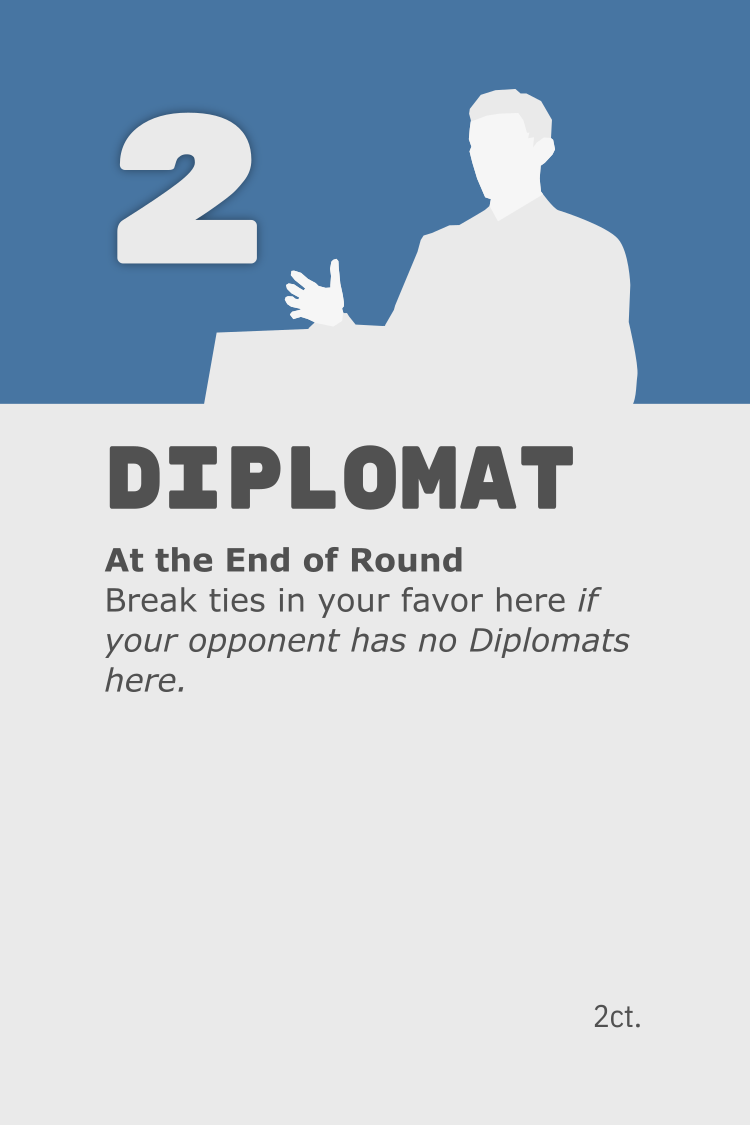 2
DIPLOMAT
At the End of Round
Break ties in your favor here if
your opponent has no Diplomats
here.
2ct.